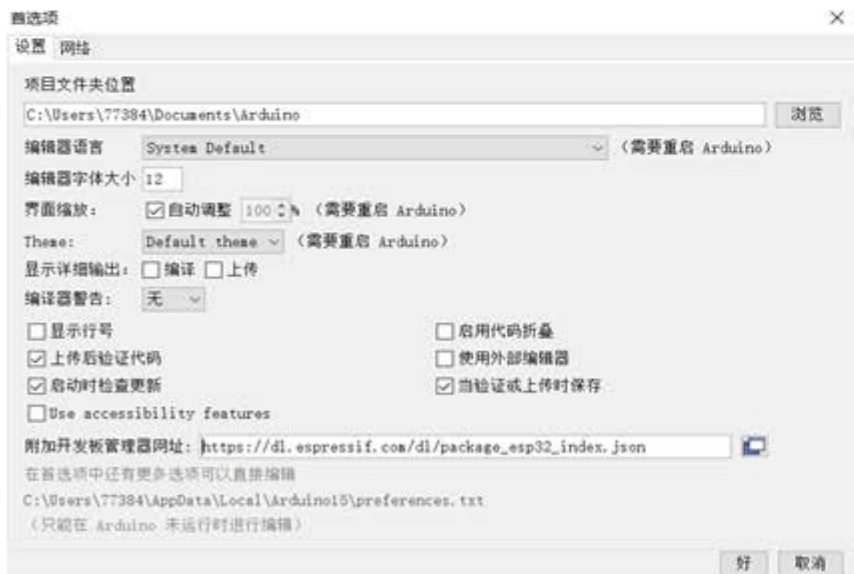 首选项
设置 网络
项目文件夹位置
C:\Users\77384\Documents\Arduino 浏览
编辑器语言 System Default (需要重启 Arduino)
编辑器字体大小 12
界面缩放: 自动调整 100 % (需要重启 Arduino)
Theme: Default theme (需要重启 Arduino)
显示详细输出: 编译 上传
编译器警告: 无
显示行号 启用代码折叠
上传后验证代码 使用外部编辑器
启动时检查更新 当验证或上传时保存
Use accessibility features
附加开发板管理器网址: https://dl.espressif.com/dl/package_esp32_index.json
在首选项中还有更多选项可以直接编辑
C:\Users\77384\AppData\Local\Arduino15\preferences.txt
(只能在 Arduino 未运行时进行编辑)
好 取消